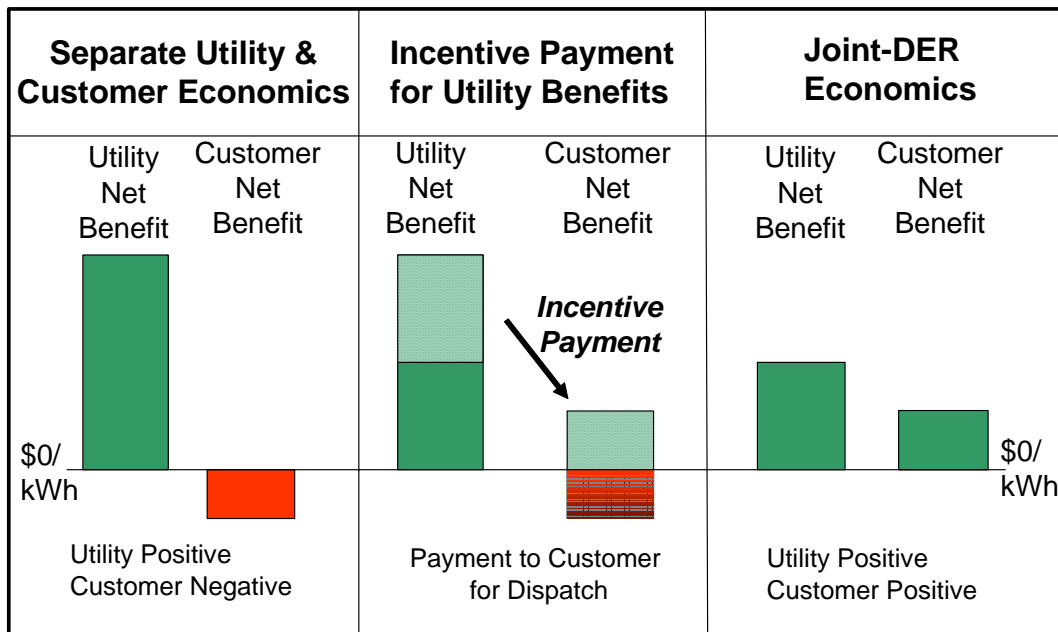 Separate Utility &
Customer Economics
Incentive Payment
for Utility Benefits
Joint-DER
Economics
Utility
Net
Benefit
Customer
Net
Benefit
Utility
Net
Benefit
Customer
Net
Benefit
Utility
Net
Benefit
Customer
Net
Benefit
Incentive
Payment
$0/
kWh
$0/
kWh
Utility Positive
Customer Negative
Payment to Customer
for Dispatch
Utility Positive
Customer Positive